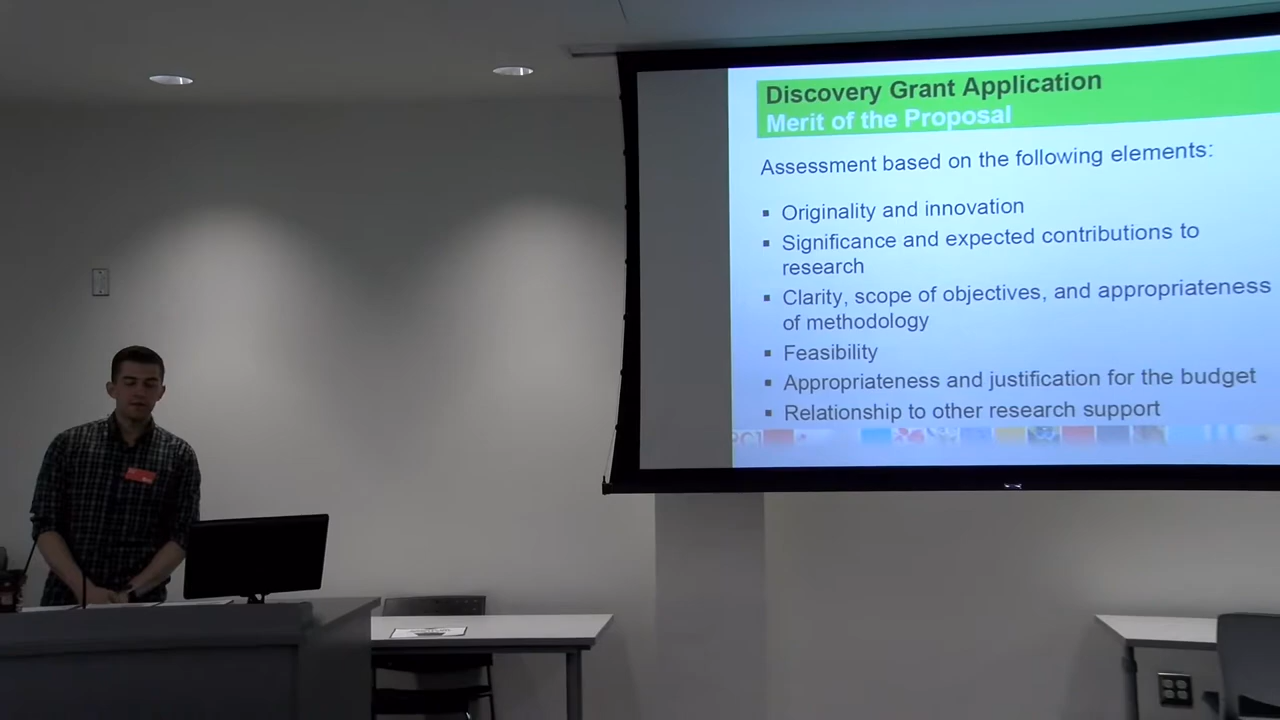 Discovery Grant Application
Merit of the Proposal
Assessment based on the following elements:
▪ Originality and innovation
▪ Significance and expected contributions to
research
▪ Clarity, scope of objectives, and appropriateness
of methodology
▪ Feasibility
▪ Appropriateness and justification for the budget
▪ Relationship to other research support